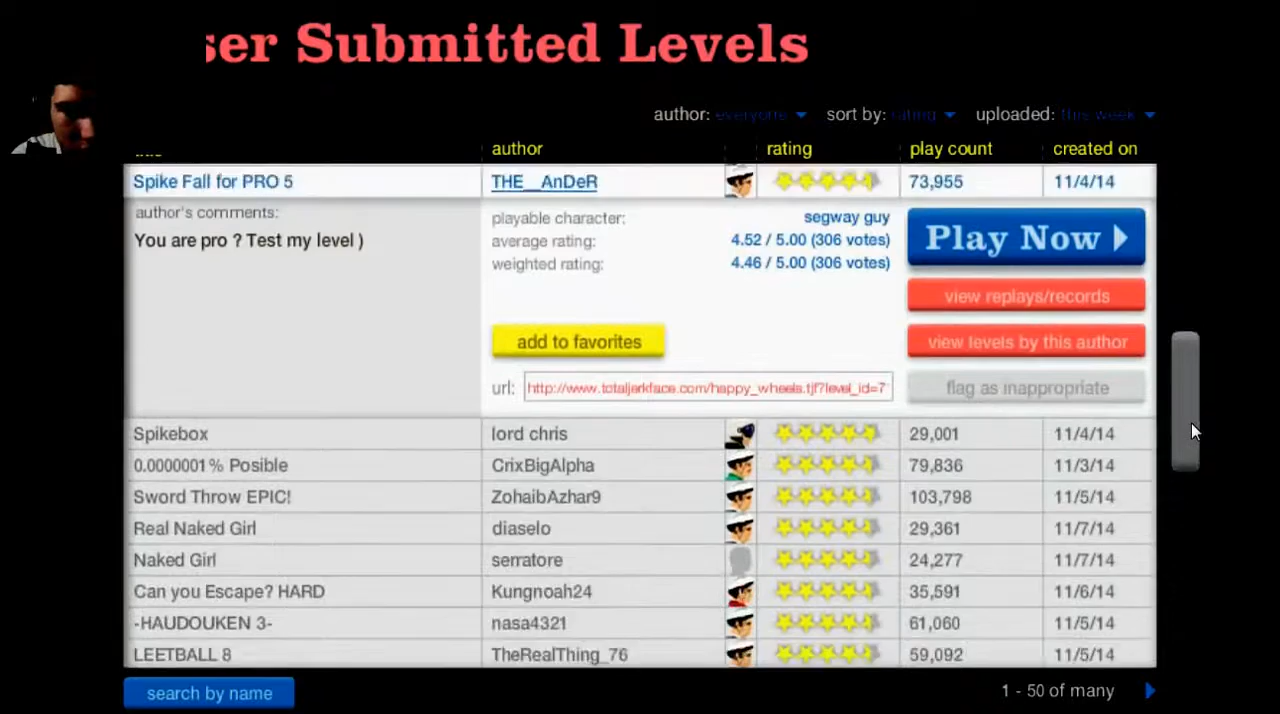 ser Submitted Levels
author: everyone sort by: rating uploaded: this week
title author rating play count created on
Spike Fall for PRO 5 THE__AnDeR 73,955 11/4/14
author's comments:
You are pro ? Test my level )
playable character: segway guy
average rating: 4.52 / 5.00 (306 votes)
weighted rating: 4.46 / 5.00 (306 votes)
add to favorites
url: http://www.totaljerkface.com/happy_wheels.tjf?level_id=7
Play Now
view replays/records
view levels by this author
flag as inappropriate
Spikebox lord chris 29,001 11/4/14
0.0000001% Posible CrixBigAlpha 79,836 11/3/14
Sword Throw EPIC! ZohaibAzhar9 103,798 11/5/14
Real Naked Girl diaselo 29,361 11/7/14
Naked Girl serratore 24,277 11/7/14
Can you Escape? HARD Kungnoah24 35,591 11/6/14
-HAUDOUKEN 3- nasa4321 61,060 11/5/14
LEETBALL 8 TheRealThing_76 59,092 11/5/14
search by name 1 - 50 of many